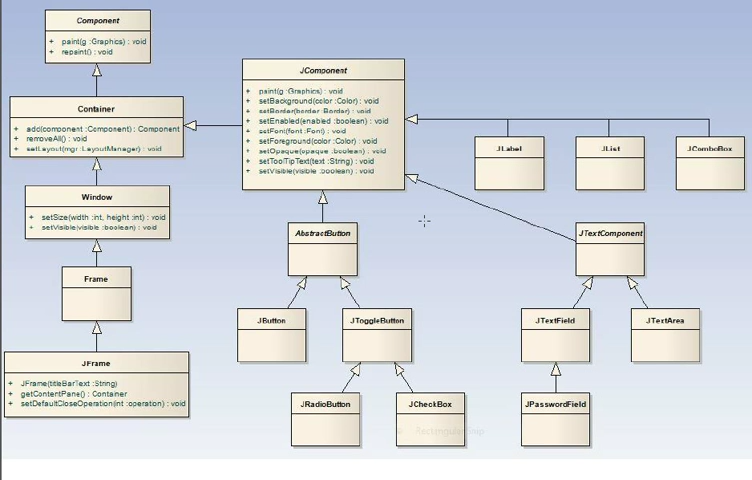 Component
+ paint(g :Graphics) : void
+ repaint() : void
JComponent
+ paint(g :Graphics) : void
+ setBackground(color :Color) : void
+ setBorder(border :Border) : void
+ setEnabled(enabled :boolean) : void
+ setFont(font :Font) : void
+ setForeground(color :Color) : void
+ setOpaque(opaque :boolean) : void
+ setToolTipText(text :String) : void
+ setVisible(visible :boolean) : void
Container
+ add(component :Component) : Component
+ removeAll() : void
+ setLayout(mgr :LayoutManager) : void
JLabel
JList
JComboBox
Window
+ setSize(width :int, height :int) : void
+ setVisible(visible :boolean) : void
AbstractButton
JTextComponent
Frame
JButton
JToggleButton
JTextField
JTextArea
JFrame
+ JFrame(titleBarText :String)
+ getContentPane() : Container
+ setDefaultCloseOperation(int :operation) : void
JRadioButton
JCheckBox
JPasswordField